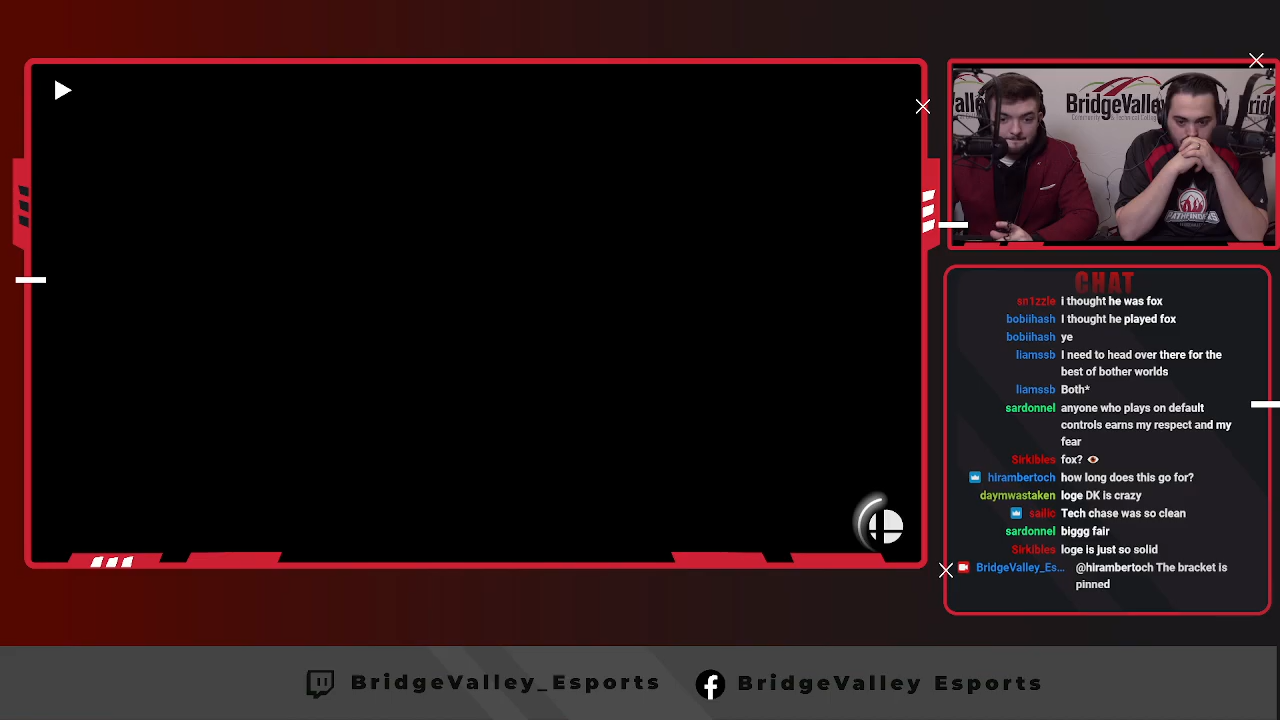 BridgeValley
Community & Technical College
PATHFINDERS
CHAT
sn1zzle i thought he was fox
bobiihash I thought he played fox
bobiihash ye
liamssb I need to head over there for the
best of bother worlds
liamssb Both*
sardonnel anyone who plays on default
controls earns my respect and my
fear
Sirkibles fox?
hirambertoch how long does this go for?
daymwastaken loge DK is crazy
sailic Tech chase was so clean
sardonnel biggg fair
Sirkibles loge is just so solid
BridgeValley_Es... @hirambertoch The bracket is
pinned
BridgeValley_Esports
BridgeValley Esports